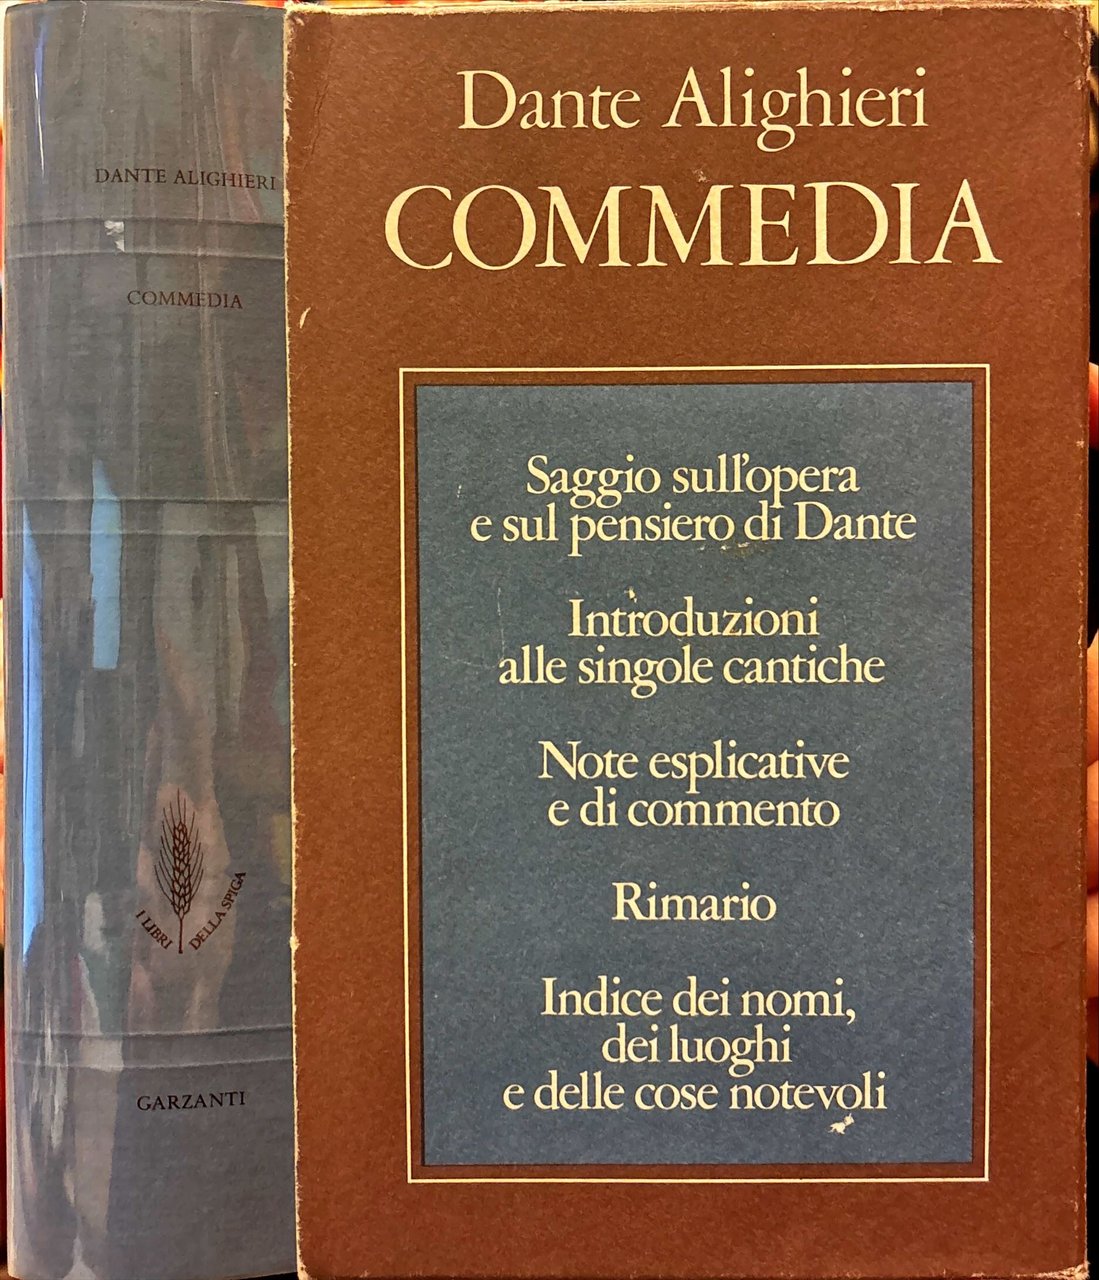 DANTE ALIGHIERI
COMMEDIA
I LIBRI
DELLA SPIGA
GARZANTI
Dante Alighieri
COMMEDIA
Saggio sull'opera
e sul pensiero di Dante
Introduzioni
alle singole cantiche
Note esplicative
e di commento
Rimario
Indice dei nomi,
dei luoghi
e delle cose notevoli